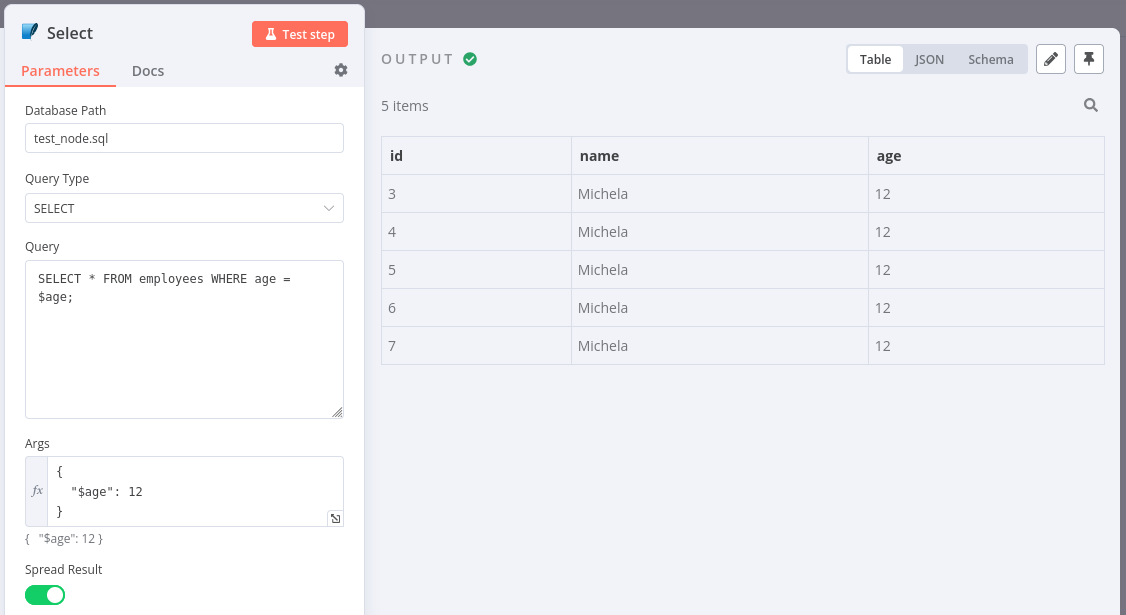 Select
Test step
Parameters
Docs
Database Path
test_node.sql
Query Type
SELECT
Query
SELECT * FROM employees WHERE age =
$age;
Args
fx
{
"$age": 12
}
{ "$age": 12 }
Spread Result
OUTPUT
Table JSON Schema
5 items
id name age
3 Michela 12
4 Michela 12
5 Michela 12
6 Michela 12
7 Michela 12